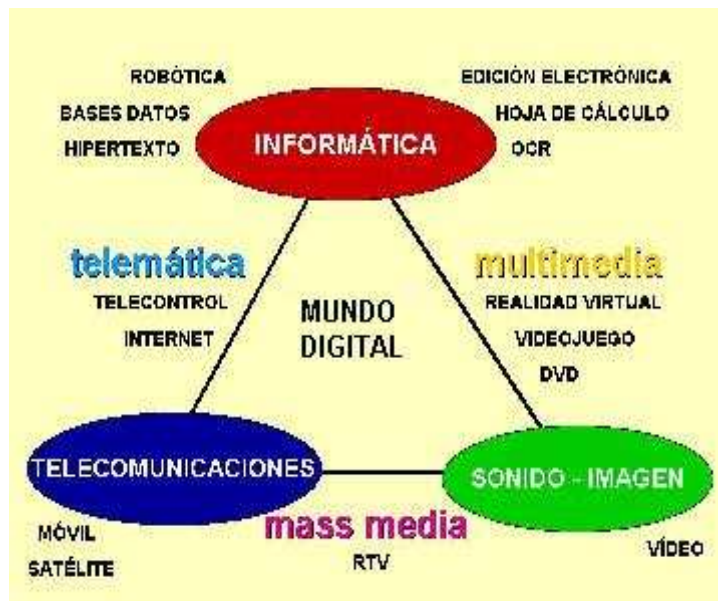 ROBÓTICA
EDICIÓN ELECTRÓNICA
BASES DATOS
HOJA DE CÁLCULO
HIPERTEXTO
INFORMÁTICA
OCR
telemática
multimedia
TELECONTROL
MUNDO
REALIDAD VIRTUAL
INTERNET
DIGITAL
VIDEOJUEGO
DVD
TELECOMUNICACIONES
SONIDO - IMAGEN
mass media
MÓVIL
RTV
VÍDEO
SATÉLITE